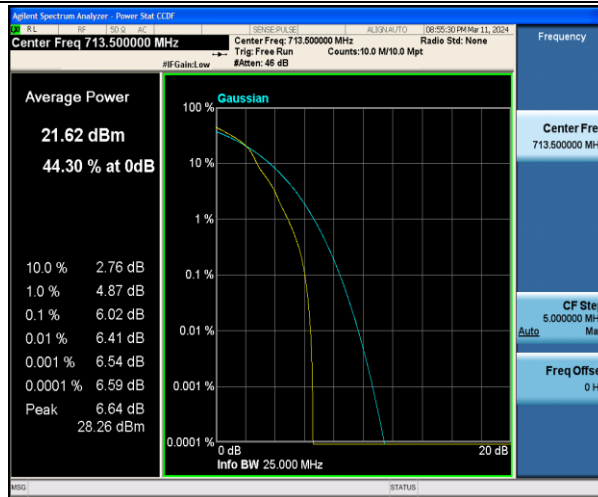 Agilent Spectrum Analyzer - Power Stat CCDF
RL RF 50 Ω AC SENSE:PULSE ALIGN AUTO 08:55:30 PM Mar 11, 2024
Center Freq 713.500000 MHz
Center Freq: 713.500000 MHz Radio Std: None
Trig: Free Run Counts:10.0 M/10.0 Mpt
#IFGain:Low #Atten: 46 dB
Frequency
Average Power
21.62 dBm
44.30 % at 0dB
10.0 % 2.76 dB
1.0 % 4.87 dB
0.1 % 6.02 dB
0.01 % 6.41 dB
0.001 % 6.54 dB
0.0001 % 6.59 dB
Peak 6.64 dB
28.26 dBm
Gaussian
100 %
10 %
1 %
0.1 %
0.01 %
0.001 %
0.0001 %
0 dB 20 dB
Info BW 25.000 MHz
Center Fre
713.500000 MH
CF Ste
5.000000 MH
Auto Ma
Freq Offse
0 H
MSG STATUS